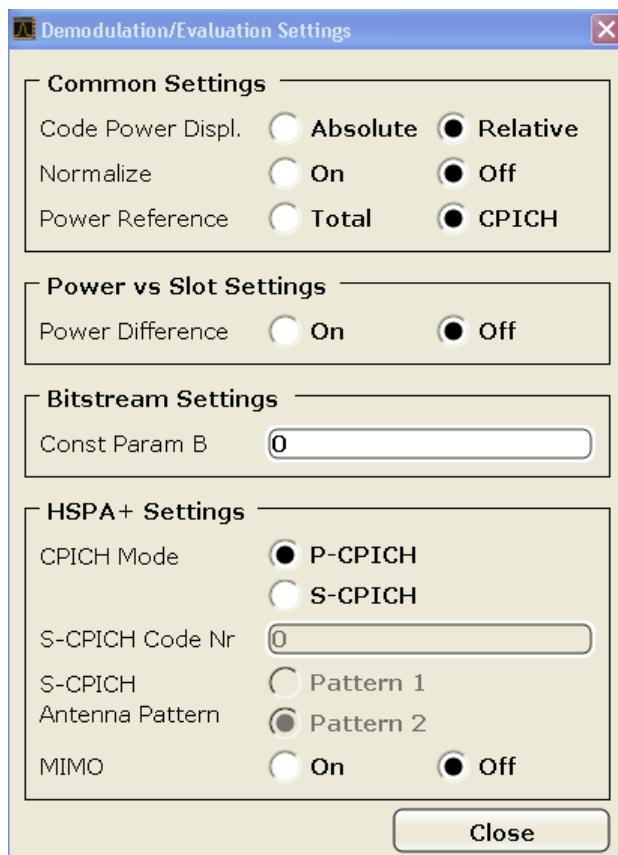 Demodulation/Evaluation Settings
Common Settings
Code Power Displ. Absolute Relative
Normalize On Off
Power Reference Total CPICH
Power vs Slot Settings
Power Difference On Off
Bitstream Settings
Const Param B 0
HSPA+ Settings
CPICH Mode P-CPICH
S-CPICH
S-CPICH Code Nr 0
S-CPICH Pattern 1
Antenna Pattern Pattern 2
MIMO On Off
Close